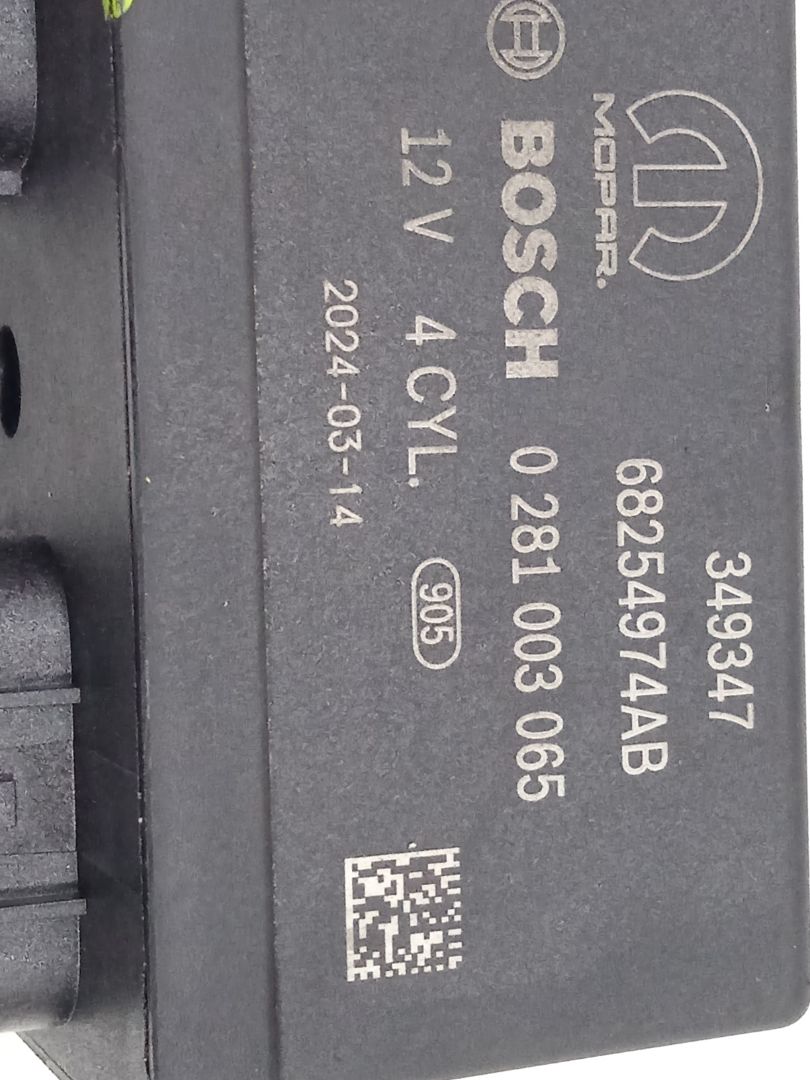 349347
MOPAR. 68254974AB
BOSCH 0 281 003 065
12 V 4 CYL. 905
2024-03-14